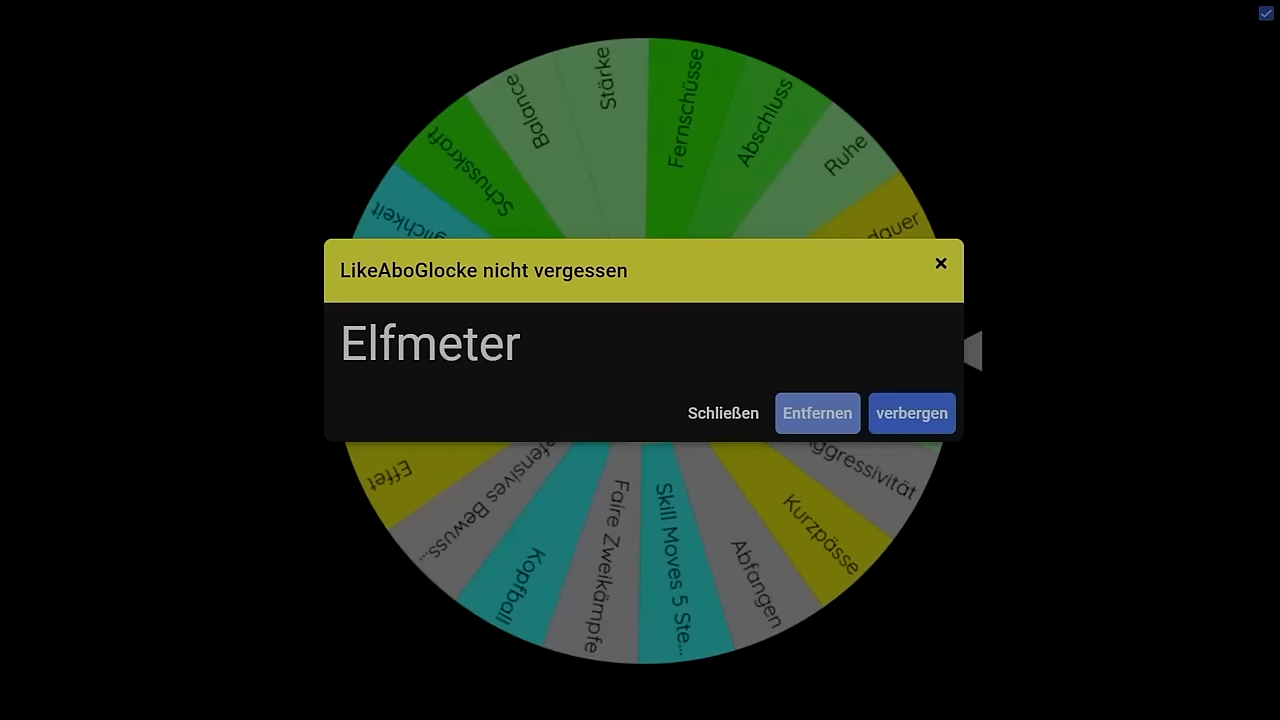 Stärke
Fernschüsse
Balance
Abschluss
Schusskraft
Ruhe
LikeAboGlocke nicht vergessen
Elfmeter
Schließen
Entfernen
verbergen
Effet
Kurzpässe
Kopfball
Faire Zweikämpfe
Skill Moves 5 Ste...
Abfangen